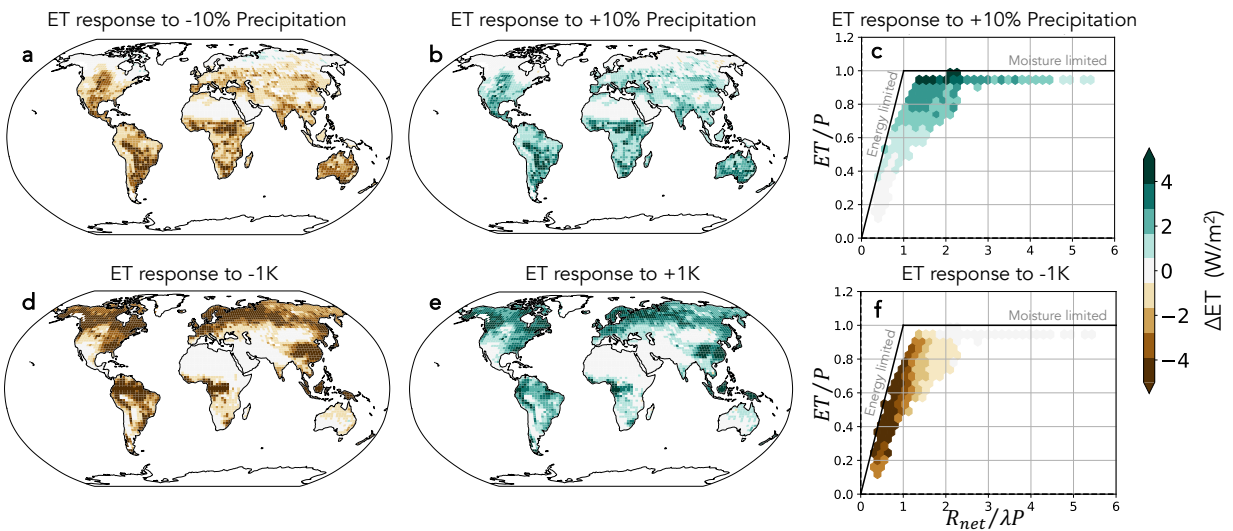 ET response to -10% Precipitation
ET response to +10% Precipitation
ET response to +10% Precipitation
a
b
c
1.2
1.0
0.8
0.6
0.4
0.2
0.0
ET/P
Energy limited
Moisture limited
0 1 2 3 4 5 6
ET response to -1K
ET response to +1K
ET response to -1K
d
e
f
1.2
1.0
0.8
0.6
0.4
0.2
0.0
ET/P
Energy limited
Moisture limited
0 1 2 3 4 5 6
R_net/λP
4
2
0
−2
−4
ΔET (W/m²)